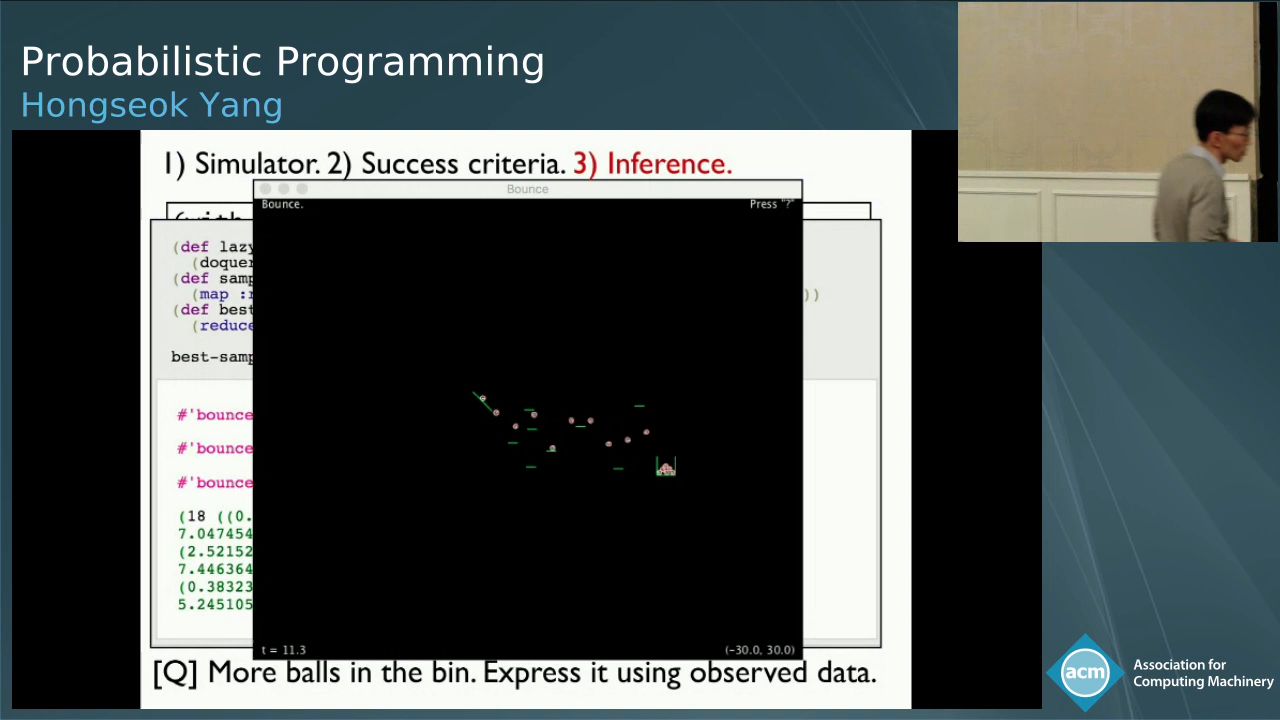 Probabilistic Programming
Hongseok Yang
1) Simulator. 2) Success criteria. 3) Inference.
Bounce
Bounce.
Press "?"
(def lazy
(doquer
(def samp
(map :r
))
(def best
(reduce
best-samp
#'bounce
#'bounce
#'bounce
(18 ((0.
7.047454
(2.52152
7.446364
(0.38323
5.245105
t = 11.3
(-30.0, 30.0)
[Q] More balls in the bin. Express it using observed data.
acm
Association for
Computing Machinery